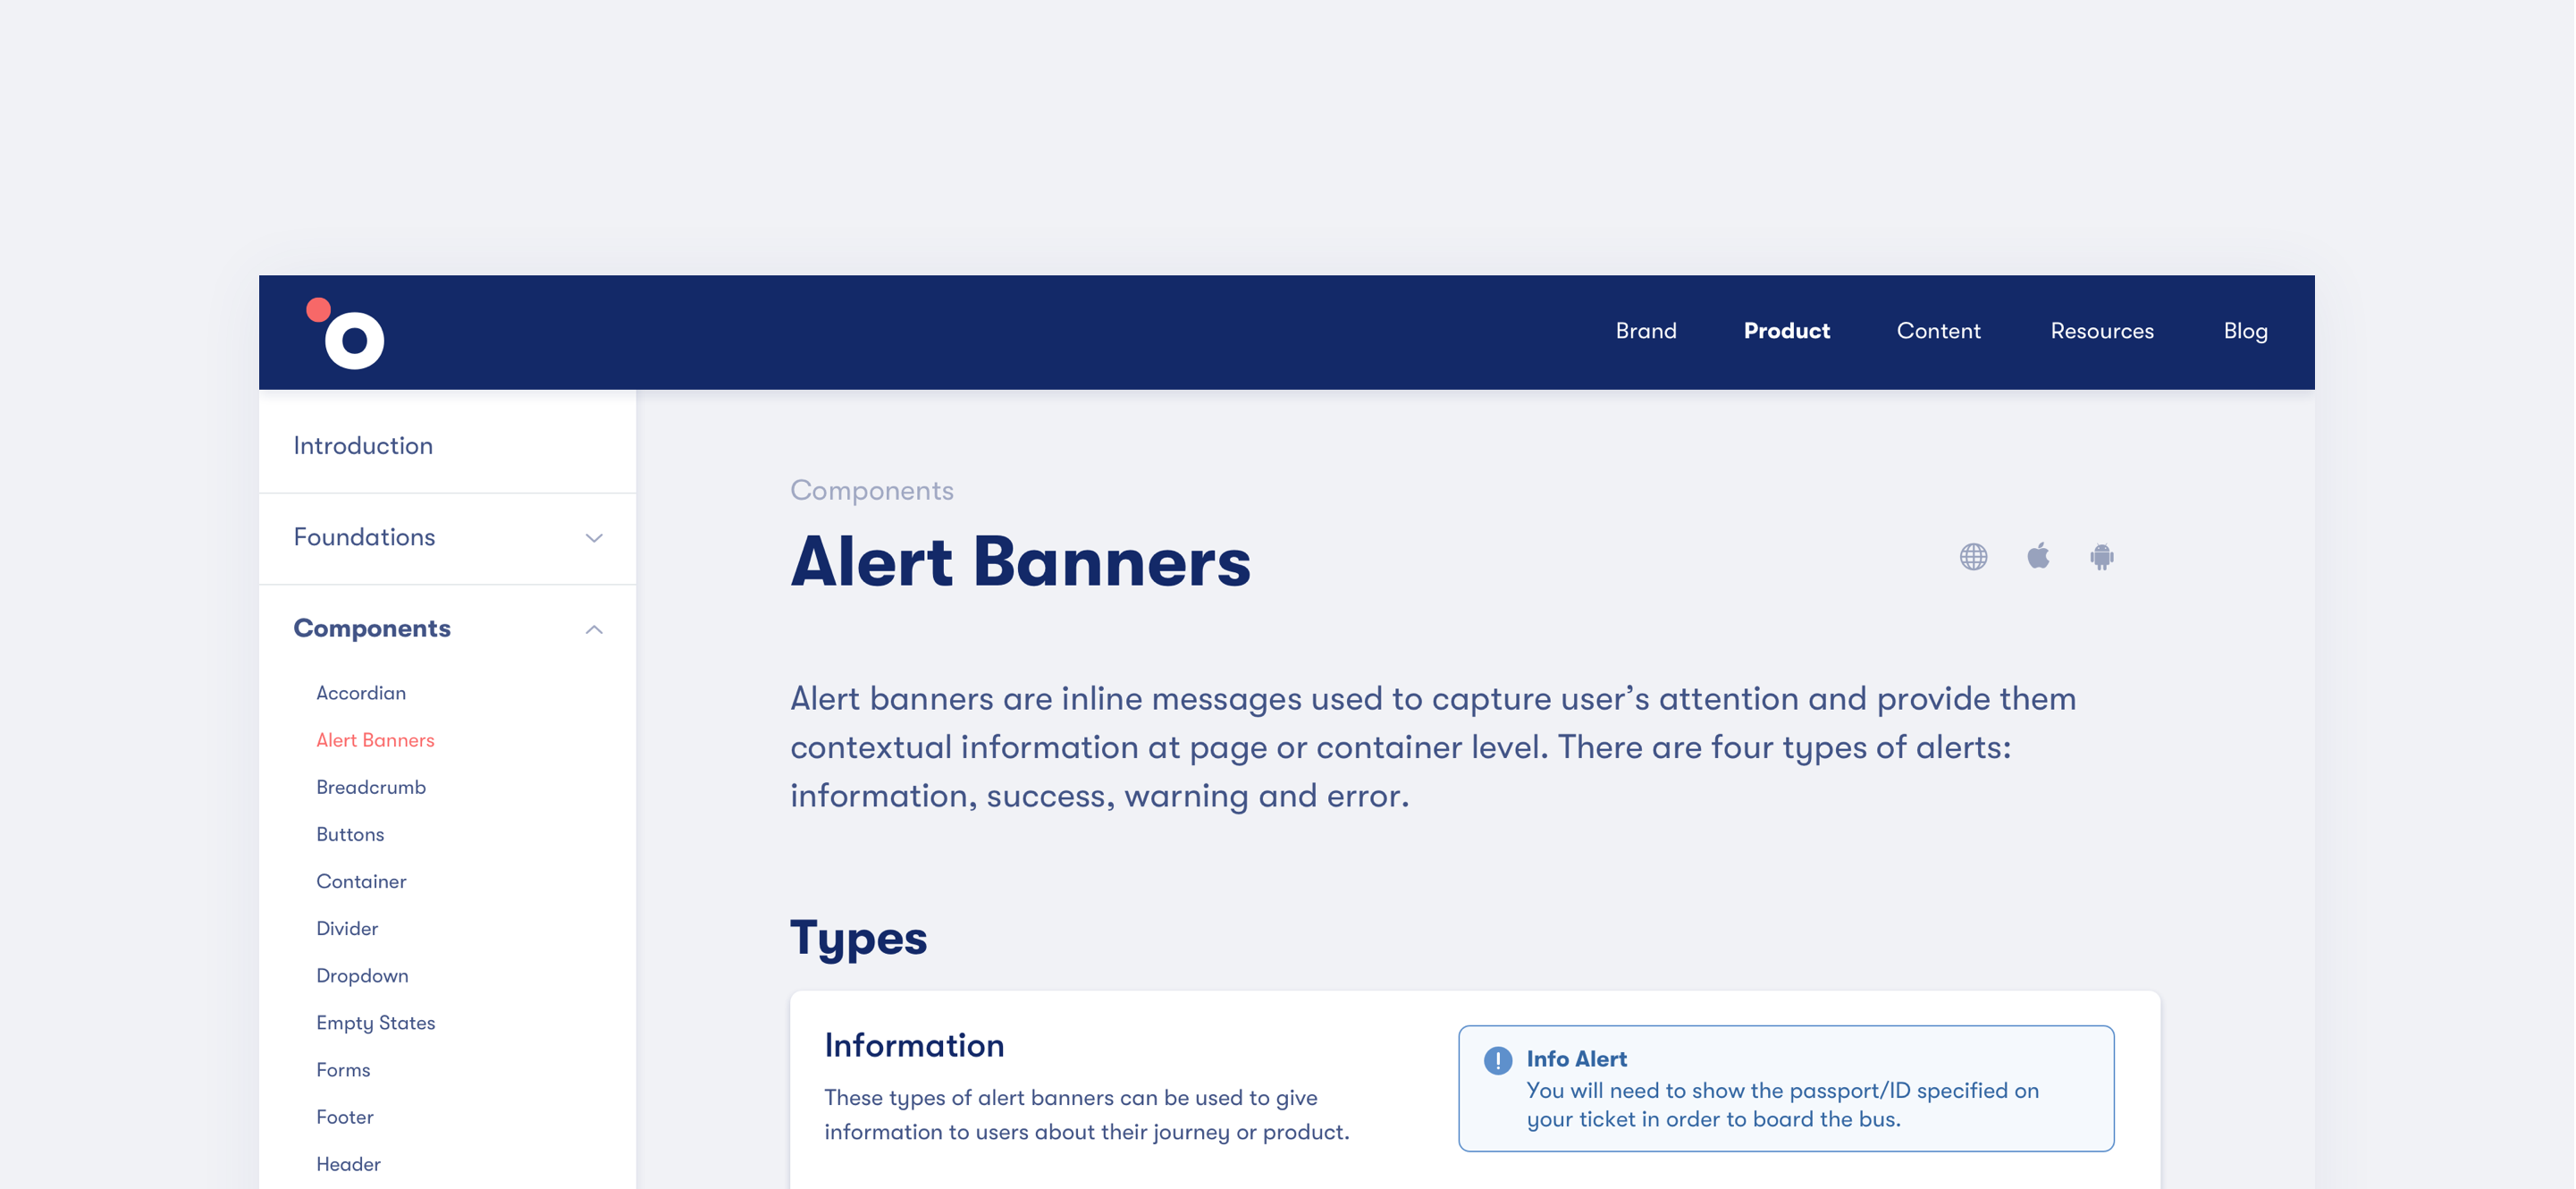 o
Brand Product Content Resources Blog
Introduction
Foundations
Components
Accordian
Alert Banners
Breadcrumb
Buttons
Container
Divider
Dropdown
Empty States
Forms
Footer
Header
Components
Alert Banners
Alert banners are inline messages used to capture user’s attention and provide them
contextual information at page or container level. There are four types of alerts:
information, success, warning and error.
Types
Information
These types of alert banners can be used to give
information to users about their journey or product.
Info Alert
You will need to show the passport/ID specified on
your ticket in order to board the bus.